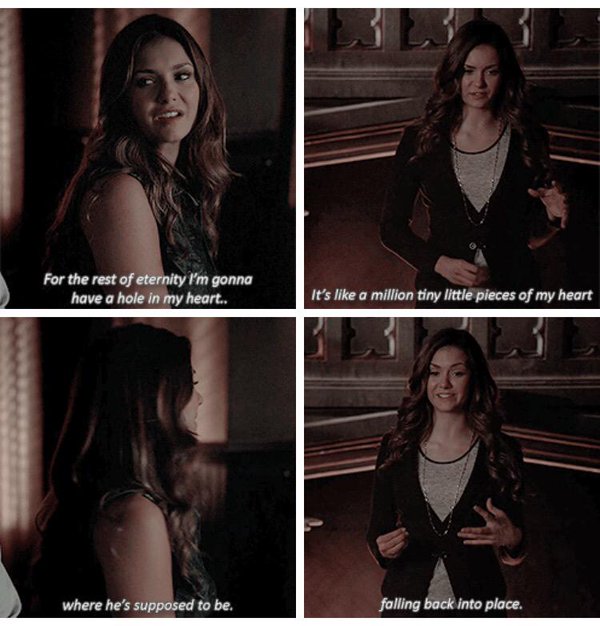 For the rest of eternity I'm gonna
have a hole in my heart..
It's like a million tiny little pieces of my heart
where he's supposed to be.
falling back into place.